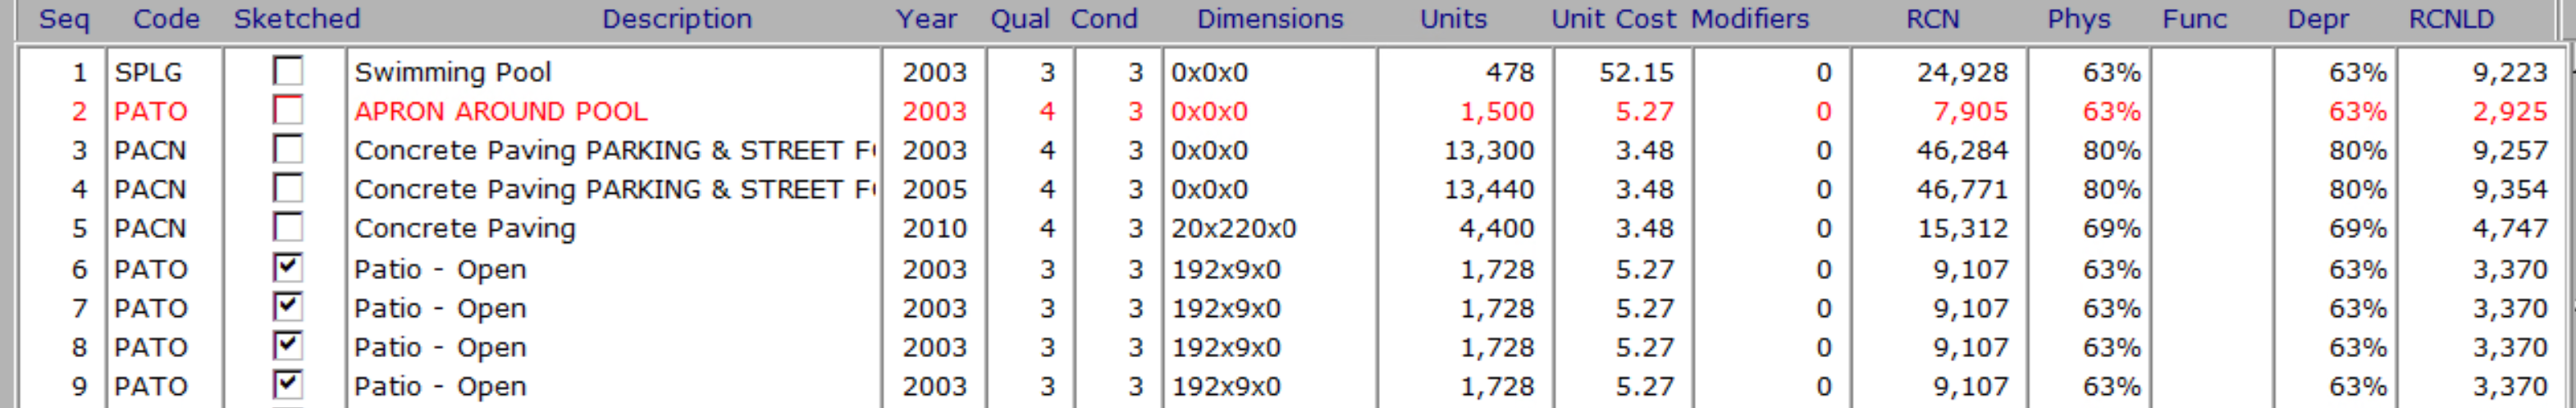 Seq Code Sketched Description Year Qual Cond Dimensions Units Unit Cost Modifiers RCN Phys Func Depr RCNLD
1 SPLG Swimming Pool 2003 3 3 0x0x0 478 52.15 0 24,928 63% 63% 9,223
2 PATO APRON AROUND POOL 2003 4 3 0x0x0 1,500 5.27 0 7,905 63% 63% 2,925
3 PACN Concrete Paving PARKING & STREET 2003 4 3 0x0x0 13,300 3.48 0 46,284 80% 80% 9,257
4 PACN Concrete Paving PARKING & STREET 2005 4 3 0x0x0 13,440 3.48 0 46,771 80% 80% 9,354
5 PACN Concrete Paving 2010 4 3 20x220x0 4,400 3.48 0 15,312 69% 69% 4,747
6 PATO Patio - Open 2003 3 3 192x9x0 1,728 5.27 0 9,107 63% 63% 3,370
7 PATO Patio - Open 2003 3 3 192x9x0 1,728 5.27 0 9,107 63% 63% 3,370
8 PATO Patio - Open 2003 3 3 192x9x0 1,728 5.27 0 9,107 63% 63% 3,370
9 PATO Patio - Open 2003 3 3 192x9x0 1,728 5.27 0 9,107 63% 63% 3,370